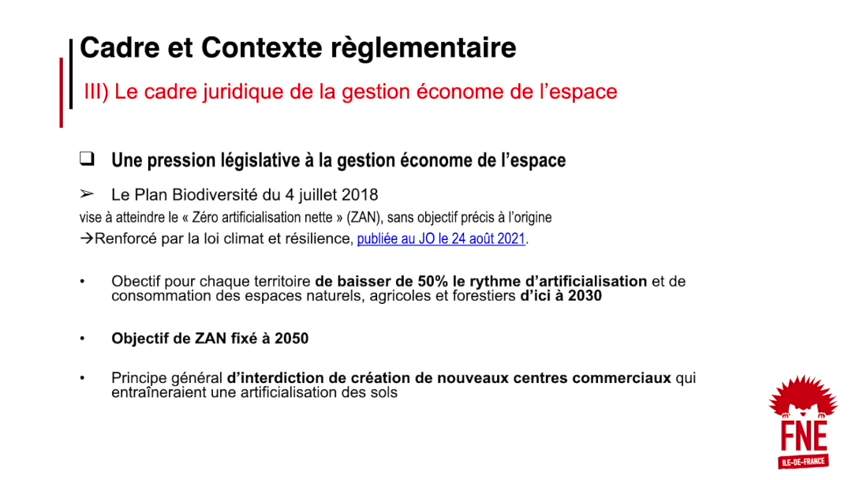 Cadre et Contexte règlementaire
III) Le cadre juridique de la gestion économe de l'espace
❑ Une pression législative à la gestion économe de l'espace
➢ Le Plan Biodiversité du 4 juillet 2018
vise à atteindre le « Zéro artificialisation nette » (ZAN), sans objectif précis à l'origine
→Renforcé par la loi climat et résilience, publiée au JO le 24 août 2021.
• Obectif pour chaque territoire de baisser de 50% le rythme d'artificialisation et de
consommation des espaces naturels, agricoles et forestiers d'ici à 2030
• Objectif de ZAN fixé à 2050
• Principe général d'interdiction de création de nouveaux centres commerciaux qui
entraîneraient une artificialisation des sols
FNE
ILE-DE-FRANCE